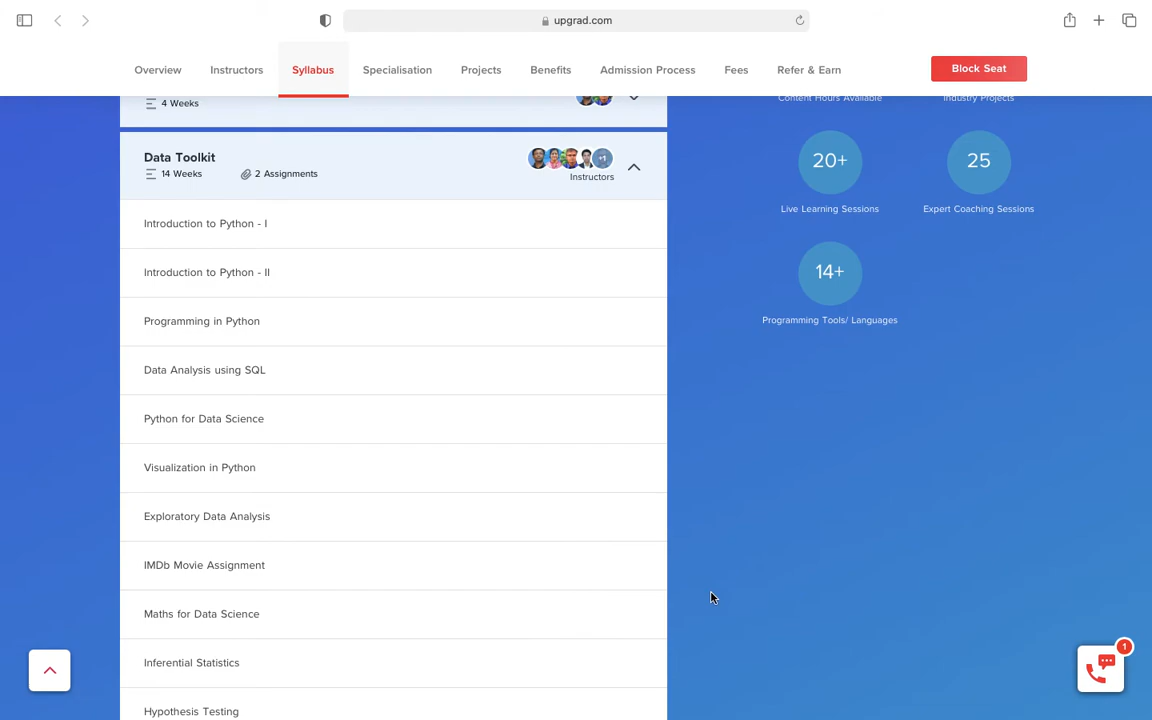 upgrad.com
Overview
Instructors
Syllabus
Specialisation
Projects
Benefits
Admission Process
Fees
Refer & Earn
Block Seat
4 Weeks
Data Toolkit
14 Weeks
2 Assignments
+1
Instructors
Introduction to Python - I
Introduction to Python - II
Programming in Python
Data Analysis using SQL
Python for Data Science
Visualization in Python
Exploratory Data Analysis
IMDb Movie Assignment
Maths for Data Science
Inferential Statistics
Hypothesis Testing
Content Hours Available
Industry Projects
20+
Live Learning Sessions
25
Expert Coaching Sessions
14+
Programming Tools/ Languages
1